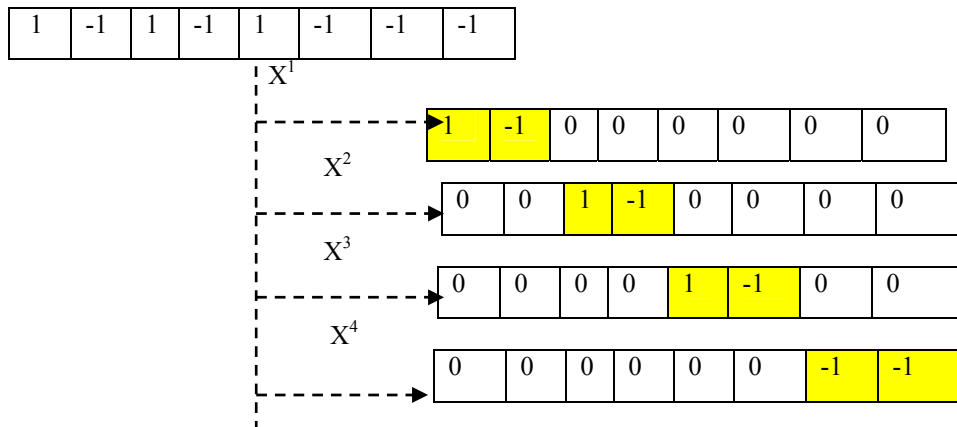 1 -1 1 -1 1 -1 -1 -1
X¹
1 -1 0 0 0 0 0 0
X²
0 0 1 -1 0 0 0 0
X³
0 0 0 0 1 -1 0 0
X⁴
0 0 0 0 0 0 -1 -1